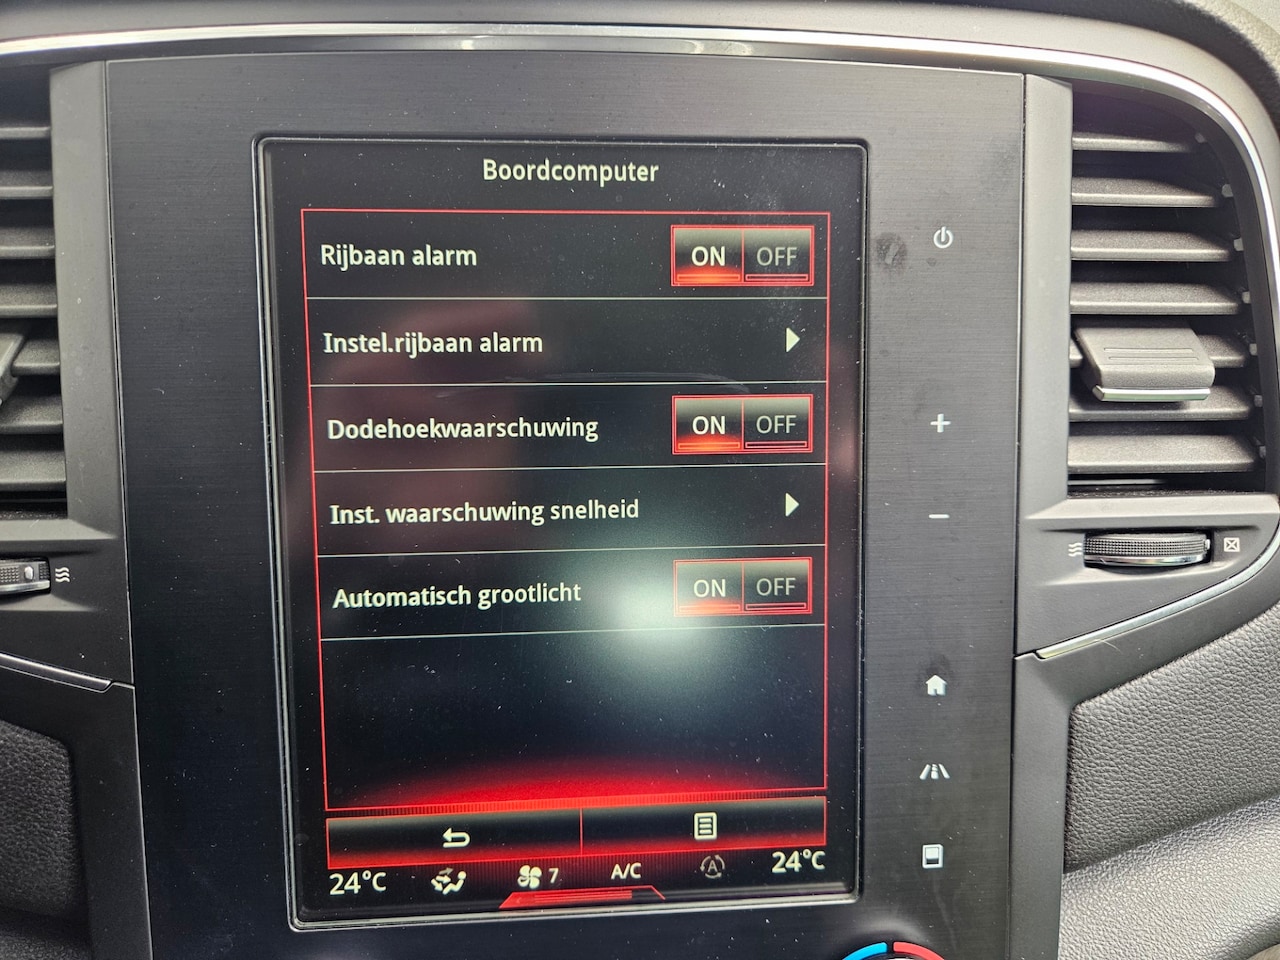 Boordcomputer
Rijbaan alarm ON OFF
Instel.rijbaan alarm
Dodehoekwaarschuwing ON OFF
Inst. waarschuwing snelheid
Automatisch grootlicht ON OFF
24°C 7 A/C A 24°C